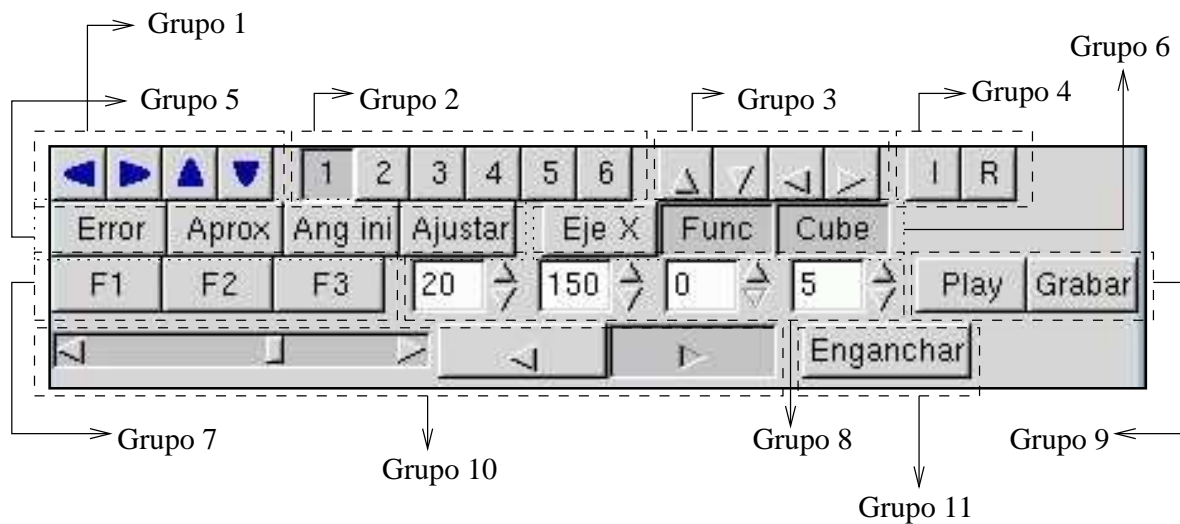 Grupo 1
Grupo 6
Grupo 5 Grupo 2 Grupo 3 Grupo 4
1 2 3 4 5 6 I R
Error Aprox Ang ini Ajustar Eje X Func Cube
F1 F2 F3 20 150 0 5 Play Grabar
Enganchar
Grupo 7 Grupo 8 Grupo 9
Grupo 10
Grupo 11